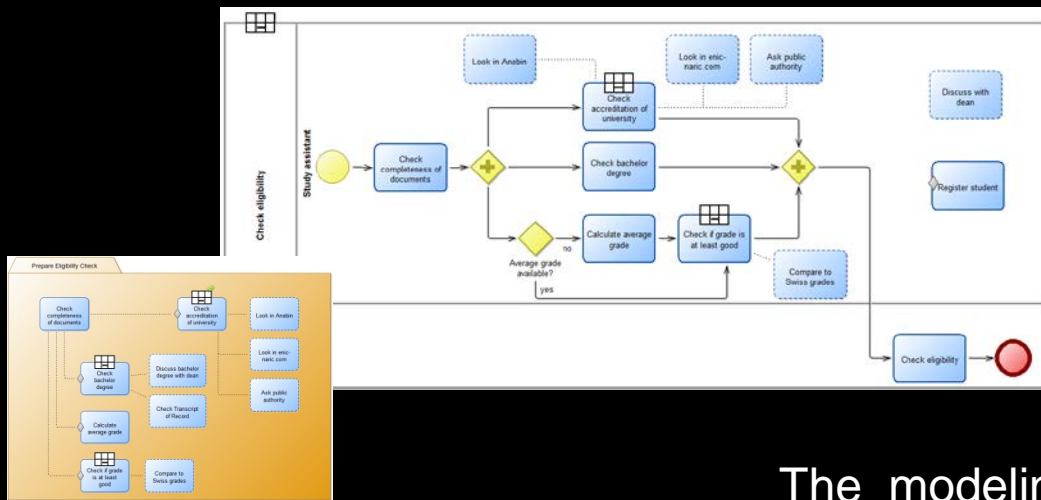 Look in Anabin
Look in enic-
naric.com
Ask public
authority
Discuss with
dean
Check
accreditation of
university
Study assistant
Check eligibility
Check
completeness of
documents
Check bachelor
degree
Register student
Calculate average
grade
Check if grade is
at least good
no
Average grade
available?
yes
Compare to
Swiss grades
Check eligibility
Prepare Eligibility Check
Check
completeness
of documents
Check
accreditation
of university
Look in Anabin
Look in enic-
naric.com
Check
bachelor
degree
Discuss bachelor
degree with dean
Ask public
authority
Check Transcript
of Record
Calculate
average grade
Check if grade
is at least
good
Compare to
Swiss grades
The modelin